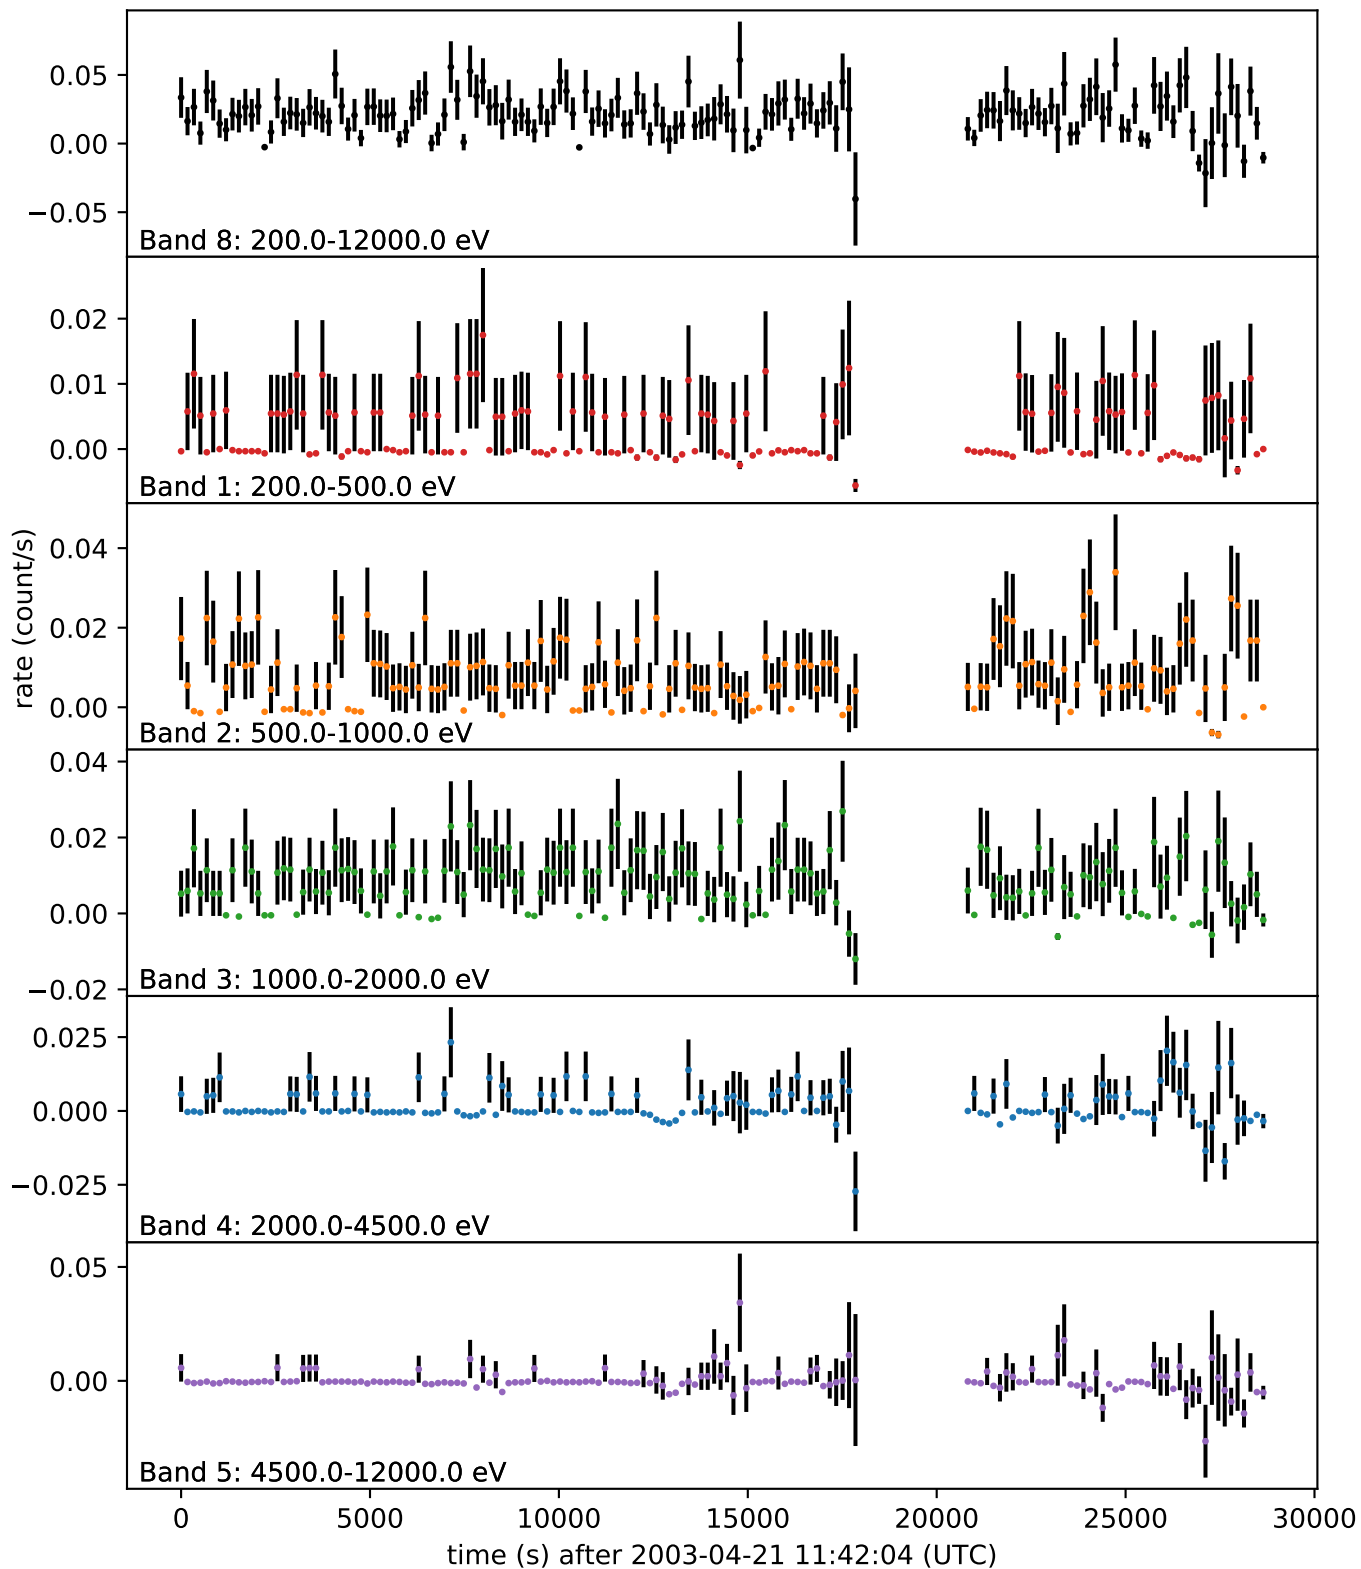 0.05
0.00
−0.05
Band 8: 200.0-12000.0 eV
0.02
0.01
0.00
Band 1: 200.0-500.0 eV
rate (count/s)
0.04
0.02
0.00
Band 2: 500.0-1000.0 eV
0.04
0.02
0.00
−0.02
Band 3: 1000.0-2000.0 eV
0.025
0.000
−0.025
Band 4: 2000.0-4500.0 eV
0.05
0.00
Band 5: 4500.0-12000.0 eV
0 5000 10000 15000 20000 25000 30000
time (s) after 2003-04-21 11:42:04 (UTC)